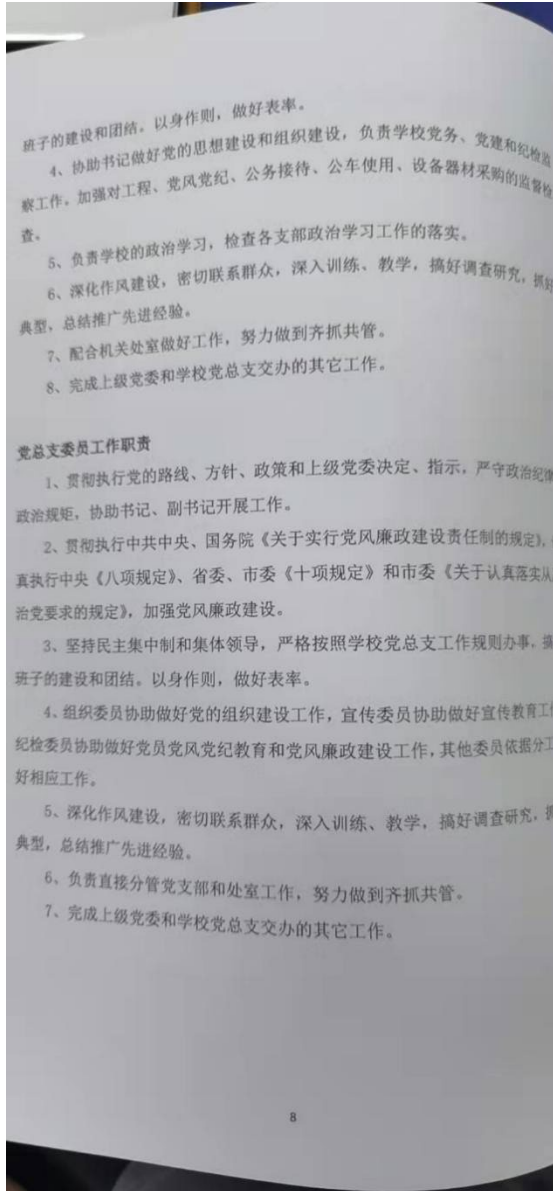 班子的建设和团结。以身作则，做好表率。
4、协助书记做好党的思想建设和组织建设，负责学校党务、党建和纪检监
察工作。加强对工程、党风党纪、公务接待、公车使用、设备器材采购的监督检
查。
5、负责学校的政治学习，检查各支部政治学习工作的落实。
6、深化作风建设，密切联系群众，深入训练、教学，搞好调查研究，抓好
典型，总结推广先进经验。
7、配合机关处室做好工作，努力做到齐抓共管。
8、完成上级党委和学校党总支交办的其它工作。
党总支委员工作职责
1、贯彻执行党的路线、方针、政策和上级党委决定、指示，严守政治纪律
政治规矩，协助书记、副书记开展工作。
2、贯彻执行中共中央、国务院《关于实行党风廉政建设责任制的规定》，
真执行中央《八项规定》、省委、市委《十项规定》和市委《关于认真落实从
治党要求的规定》，加强党风廉政建设。
3、坚持民主集中制和集体领导，严格按照学校党总支工作规则办事，搞
班子的建设和团结。以身作则，做好表率。
4、组织委员协助做好党的组织建设工作，宣传委员协助做好宣传教育工作
纪检委员协助做好党员党风党纪教育和党风廉政建设工作，其他委员依据分工
好相应工作。
5、深化作风建设，密切联系群众，深入训练、教学，搞好调查研究，抓
典型，总结推广先进经验。
6、负责直接分管党支部和处室工作，努力做到齐抓共管。
7、完成上级党委和学校党总支交办的其它工作。
8